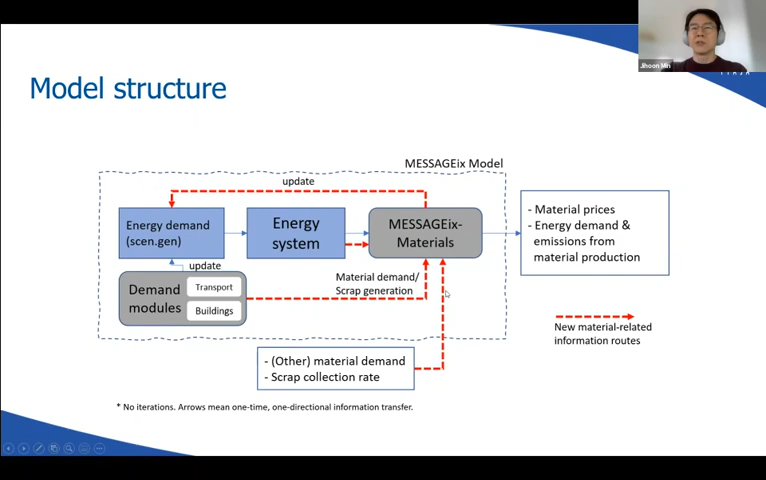 Jihoon Min
Model structure
MESSAGEix Model
update
Energy demand
(scen.gen)
Energy
system
MESSAGEix-
Materials
- Material prices
- Energy demand &
emissions from
material production
update
Demand
modules
Transport
Buildings
Material demand/
Scrap generation
New material-related
information routes
- (Other) material demand
- Scrap collection rate
* No iterations. Arrows mean one-time, one-directional information transfer.